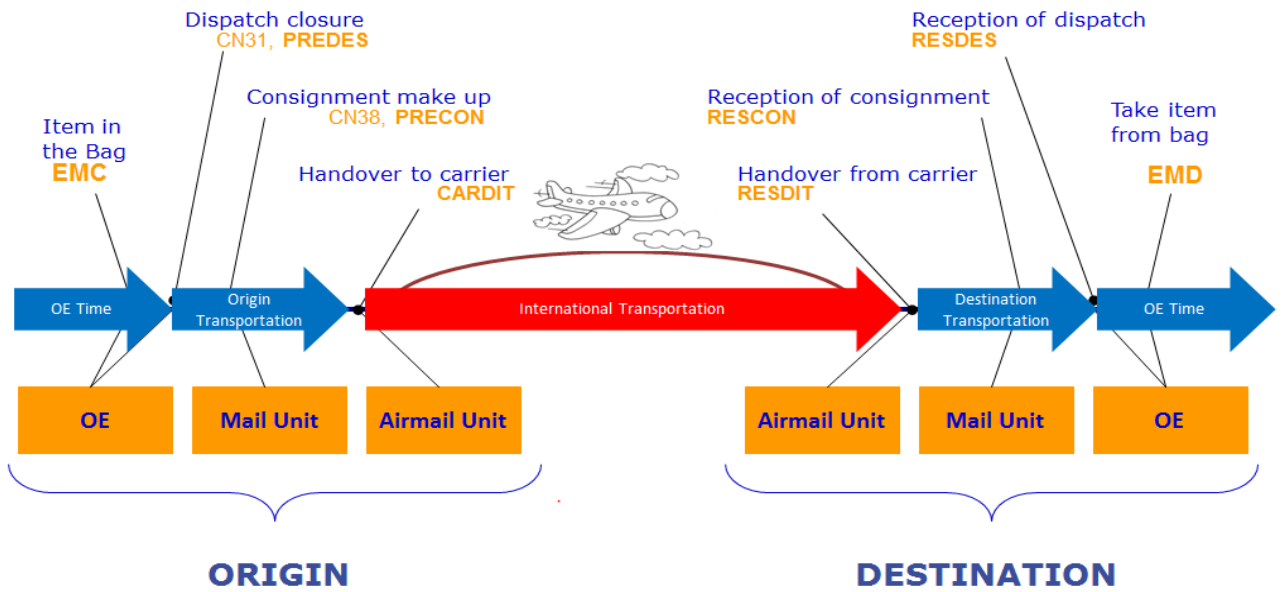 Dispatch closure
CN31, PREDES
Reception of dispatch
RESDES
Consignment make up
CN38, PRECON
Reception of consignment
RESCON
Item in
the Bag
EMC
Take item
from bag
EMD
Handover to carrier
CARDIT
Handover from carrier
RESDIT
OE Time
Origin
Transportation
International Transportation
Destination
Transportation
OE Time
OE
Mail Unit
Airmail Unit
Airmail Unit
Mail Unit
OE
ORIGIN
DESTINATION